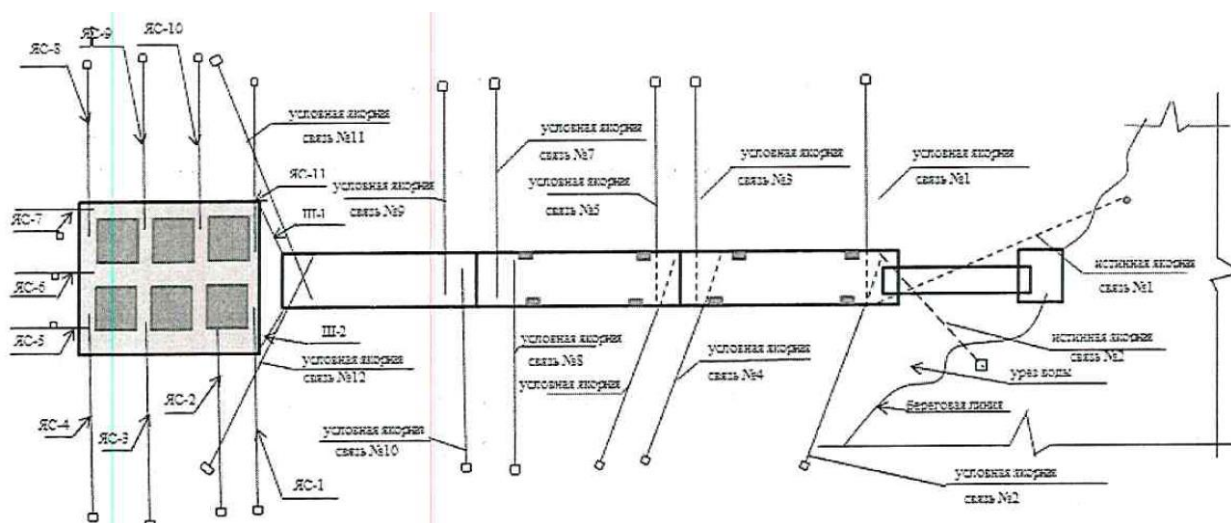 ЯС-8
ЯС-9
ЯС-10
условная якорная
связь №11
условная якорная
связь №7
условная якорная
связь №3
условная якорная
связь №1
ЯС-11
условная якорная
связь №9
условная якорная
связь №5
Ш-1
ЯС-7
ЯС-6
ЯС-5
истинная якорная
связь №1
Ш-2
условная якорная
связь №12
условная якорная
связь №8
условная якорная
истинная якорная
связь №2
условная якорная
связь №4
урез воды
береговая линия
ЯС-4
ЯС-3
ЯС-2
условная якорная
связь №10
ЯС-1
условная якорная
связь №2